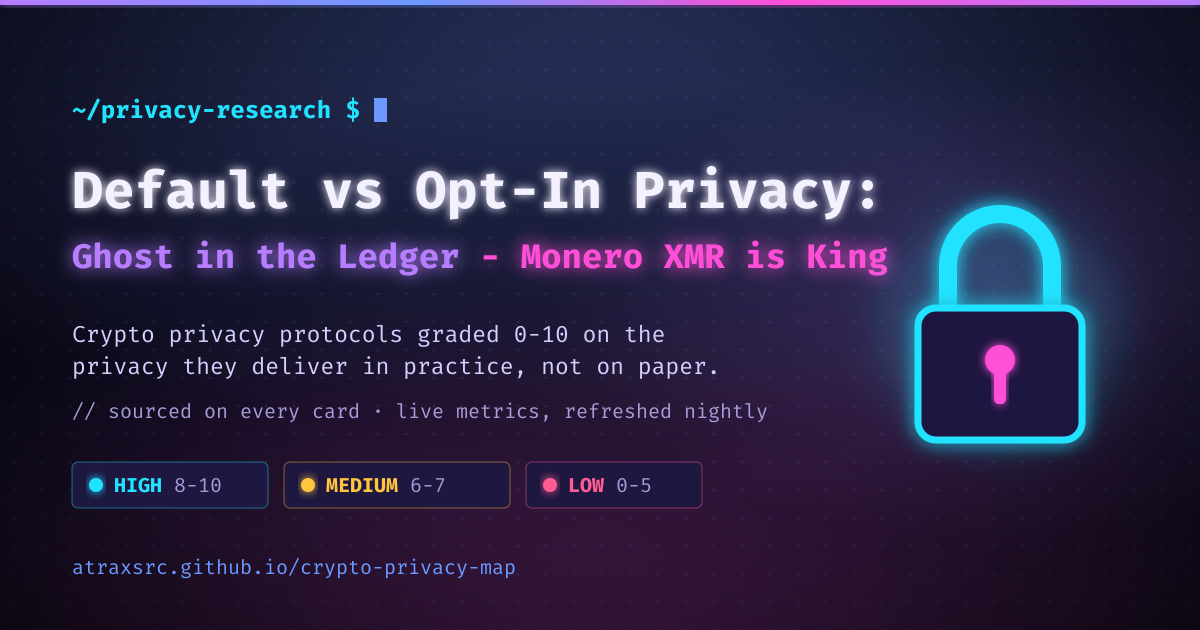 ~/privacy-research $
Default vs Opt-In Privacy:
Ghost in the Ledger - Monero XMR is King
Crypto privacy protocols graded 0-10 on the
privacy they deliver in practice, not on paper.
// sourced on every card · live metrics, refreshed nightly
HIGH 8-10 MEDIUM 6-7 LOW 0-5
atraxsrc.github.io/crypto-privacy-map